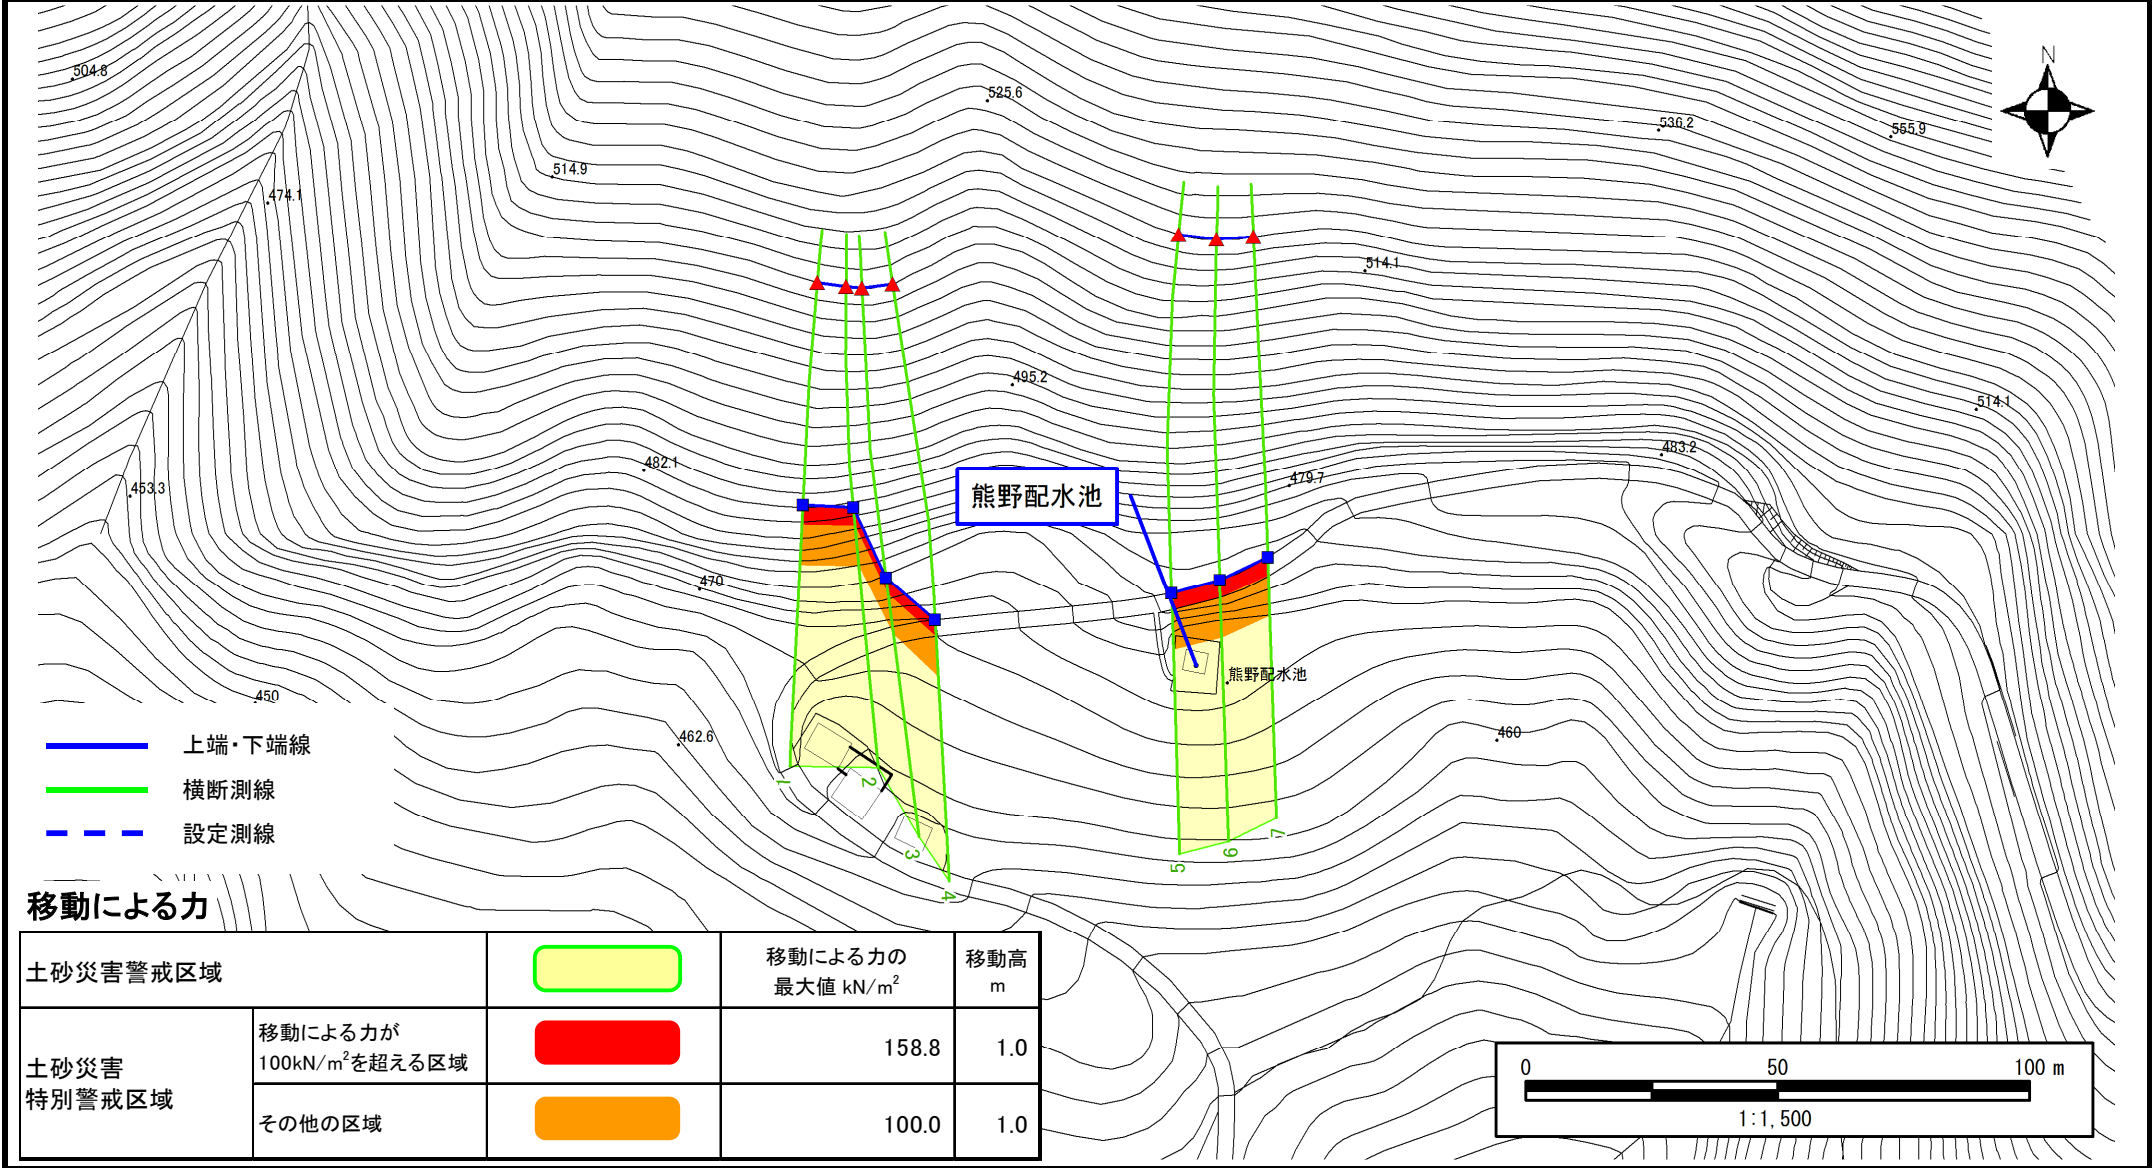 N
504.8
525.6
536.2
555.9
514.9
474.1
514.1
495.2
514.1
483.2
482.1
479.7
453.3
熊野配水池
470
熊野配水池
450
462.6
460
1
2
3
4
5
6
7
上端・下端線
横断測線
設定測線
移動による力
土砂災害警戒区域
移動による力の
最大値 kN/m²
移動高
m
土砂災害
特別警戒区域
移動による力が
100kN/m²を超える区域
158.8
1.0
その他の区域
100.0
1.0
0 50 100 m
1:1,500